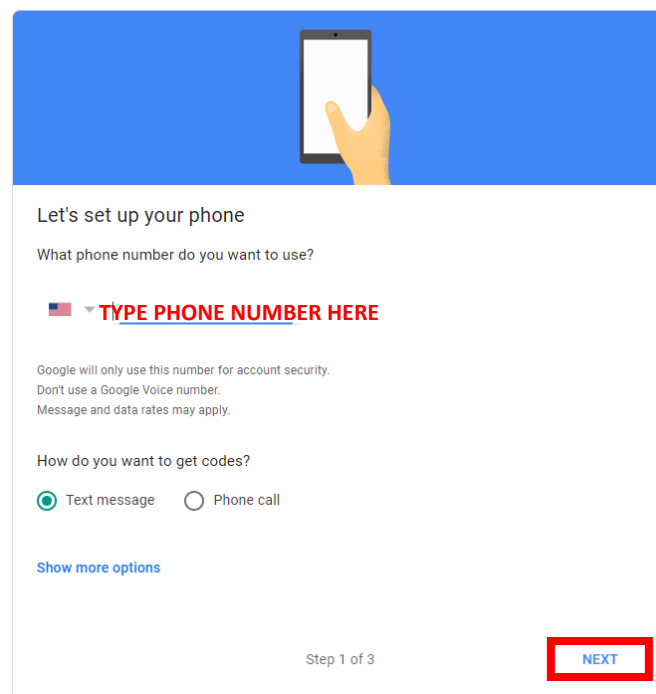 Let's set up your phone
What phone number do you want to use?
TYPE PHONE NUMBER HERE
Google will only use this number for account security.
Don't use a Google Voice number.
Message and data rates may apply.
How do you want to get codes?
Text message Phone call
Show more options
Step 1 of 3 NEXT